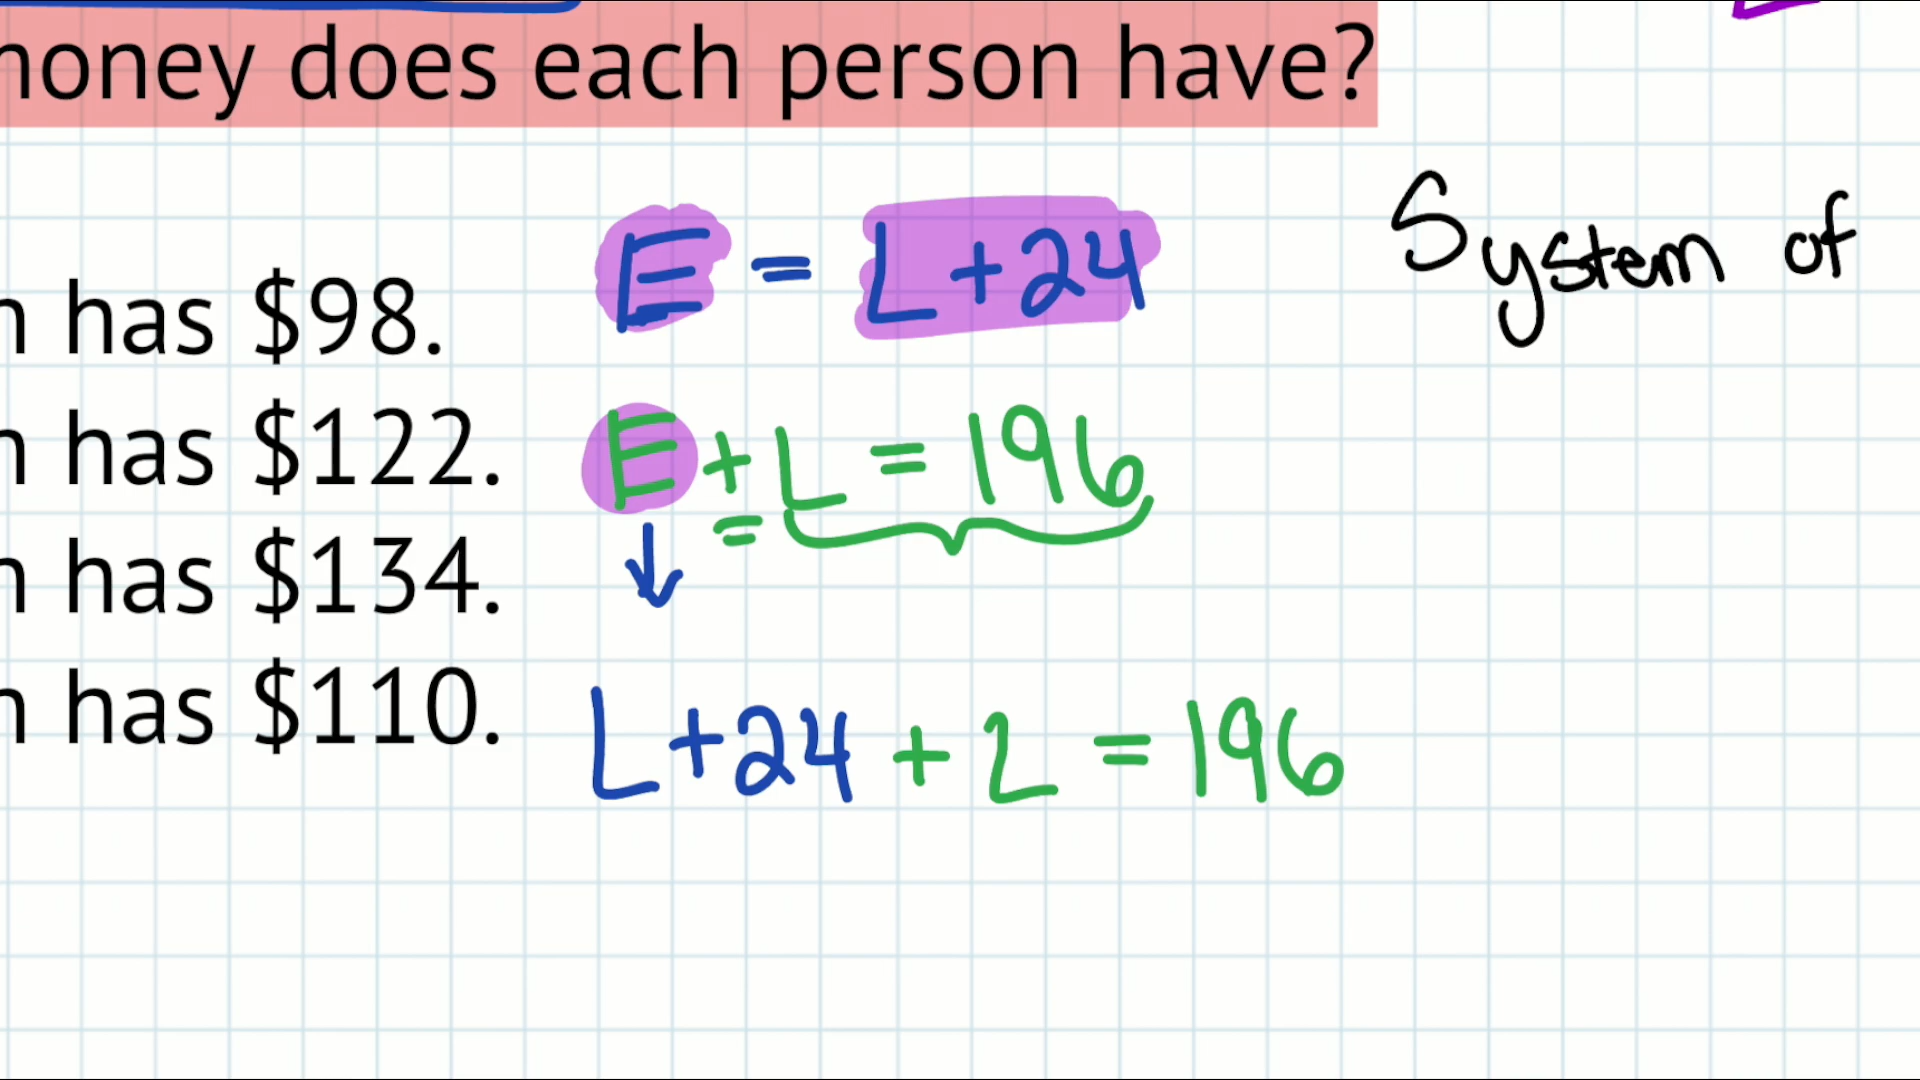 money does each person have?
n has $98.
n has $122.
n has $134.
n has $110.
E = L+24
E + L = 196
=
L+24 + L = 196
System of